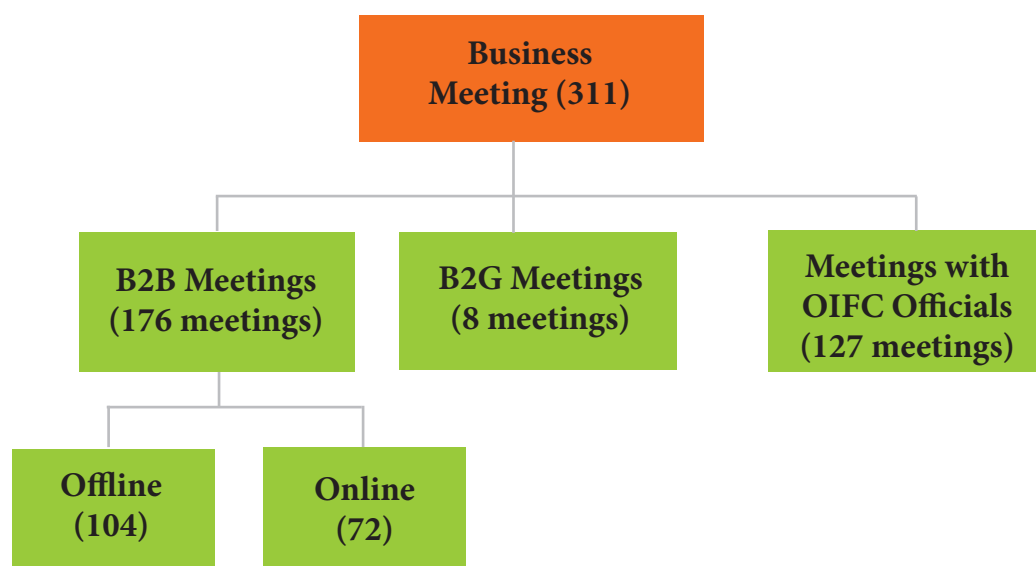 Business
Meeting (311)
B2B Meetings
(176 meetings)
B2G Meetings
(8 meetings)
Meetings with
OIFC Officials
(127 meetings)
Offline
(104)
Online
(72)